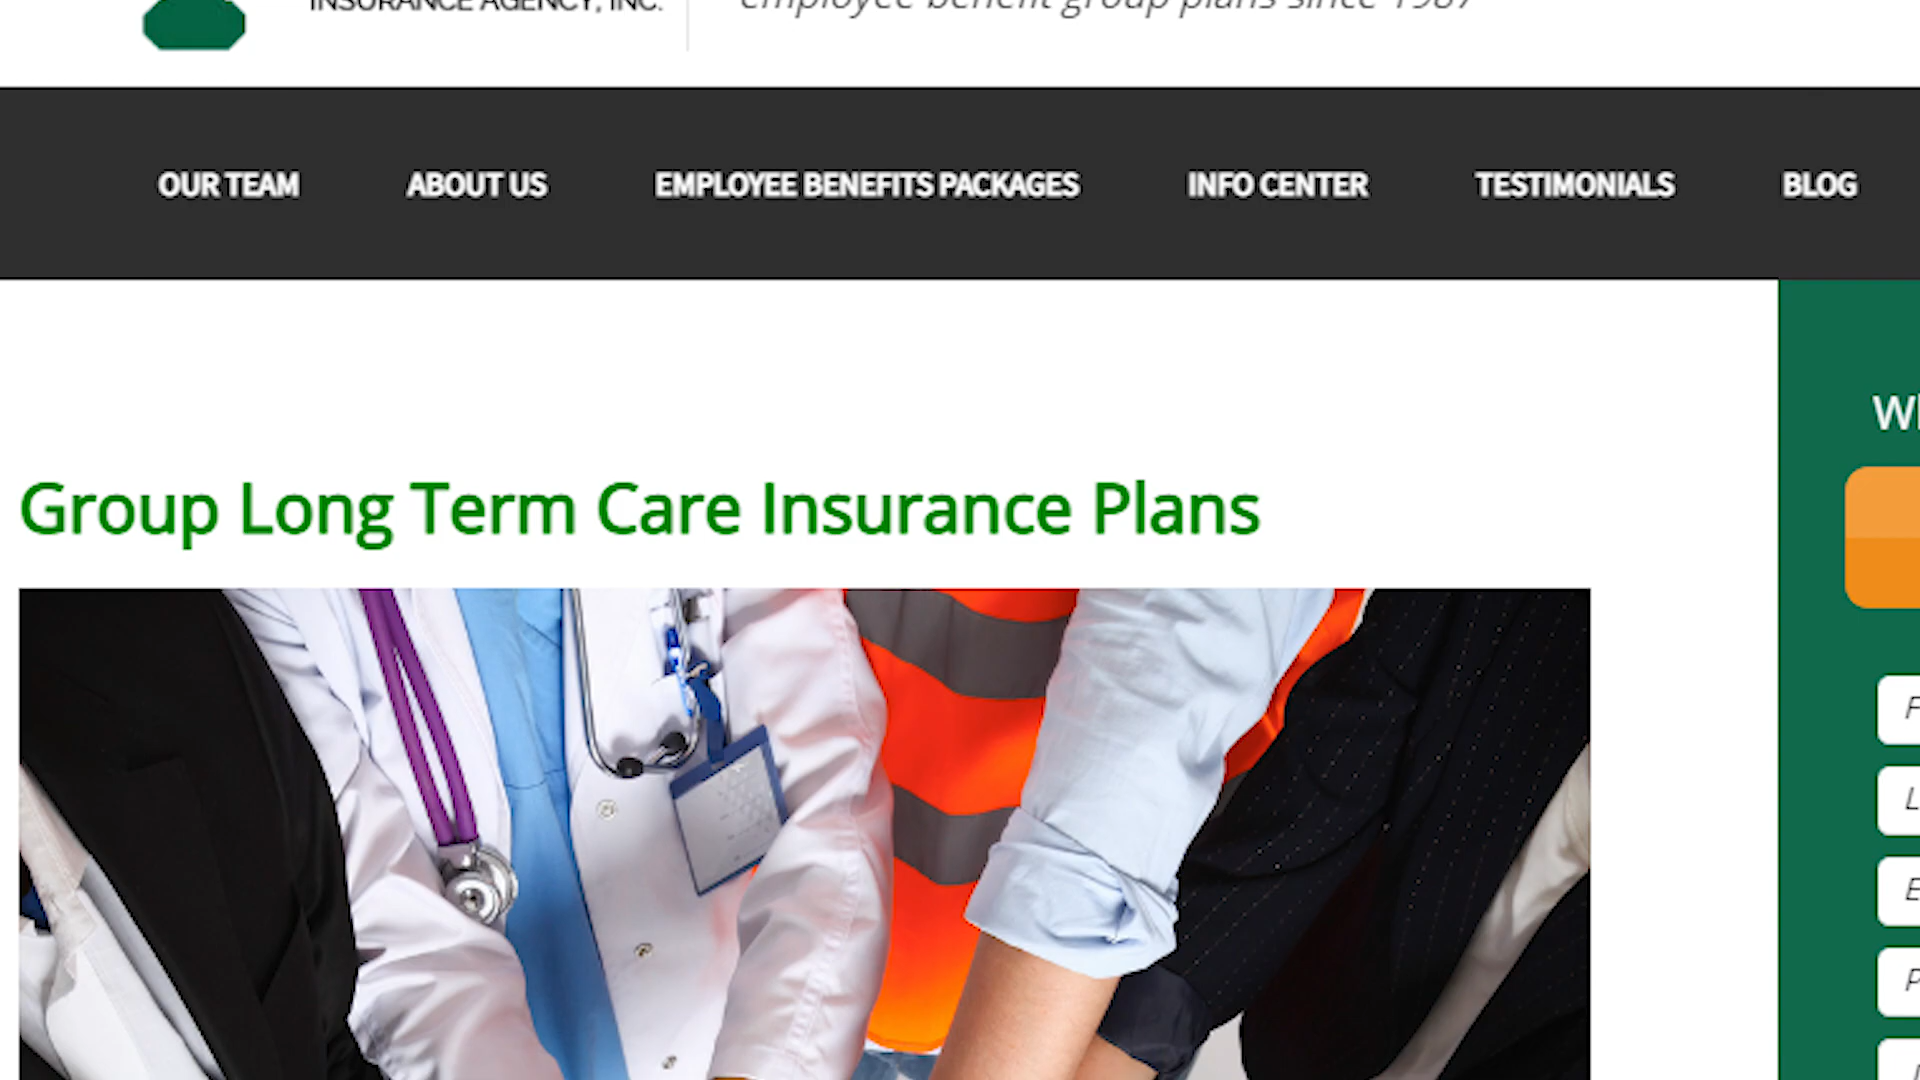 INSURANCE AGENCY, INC.
employee benefit group plans since 1987
OUR TEAM
ABOUT US
EMPLOYEE BENEFITS PACKAGES
INFO CENTER
TESTIMONIALS
BLOG
Group Long Term Care Insurance Plans